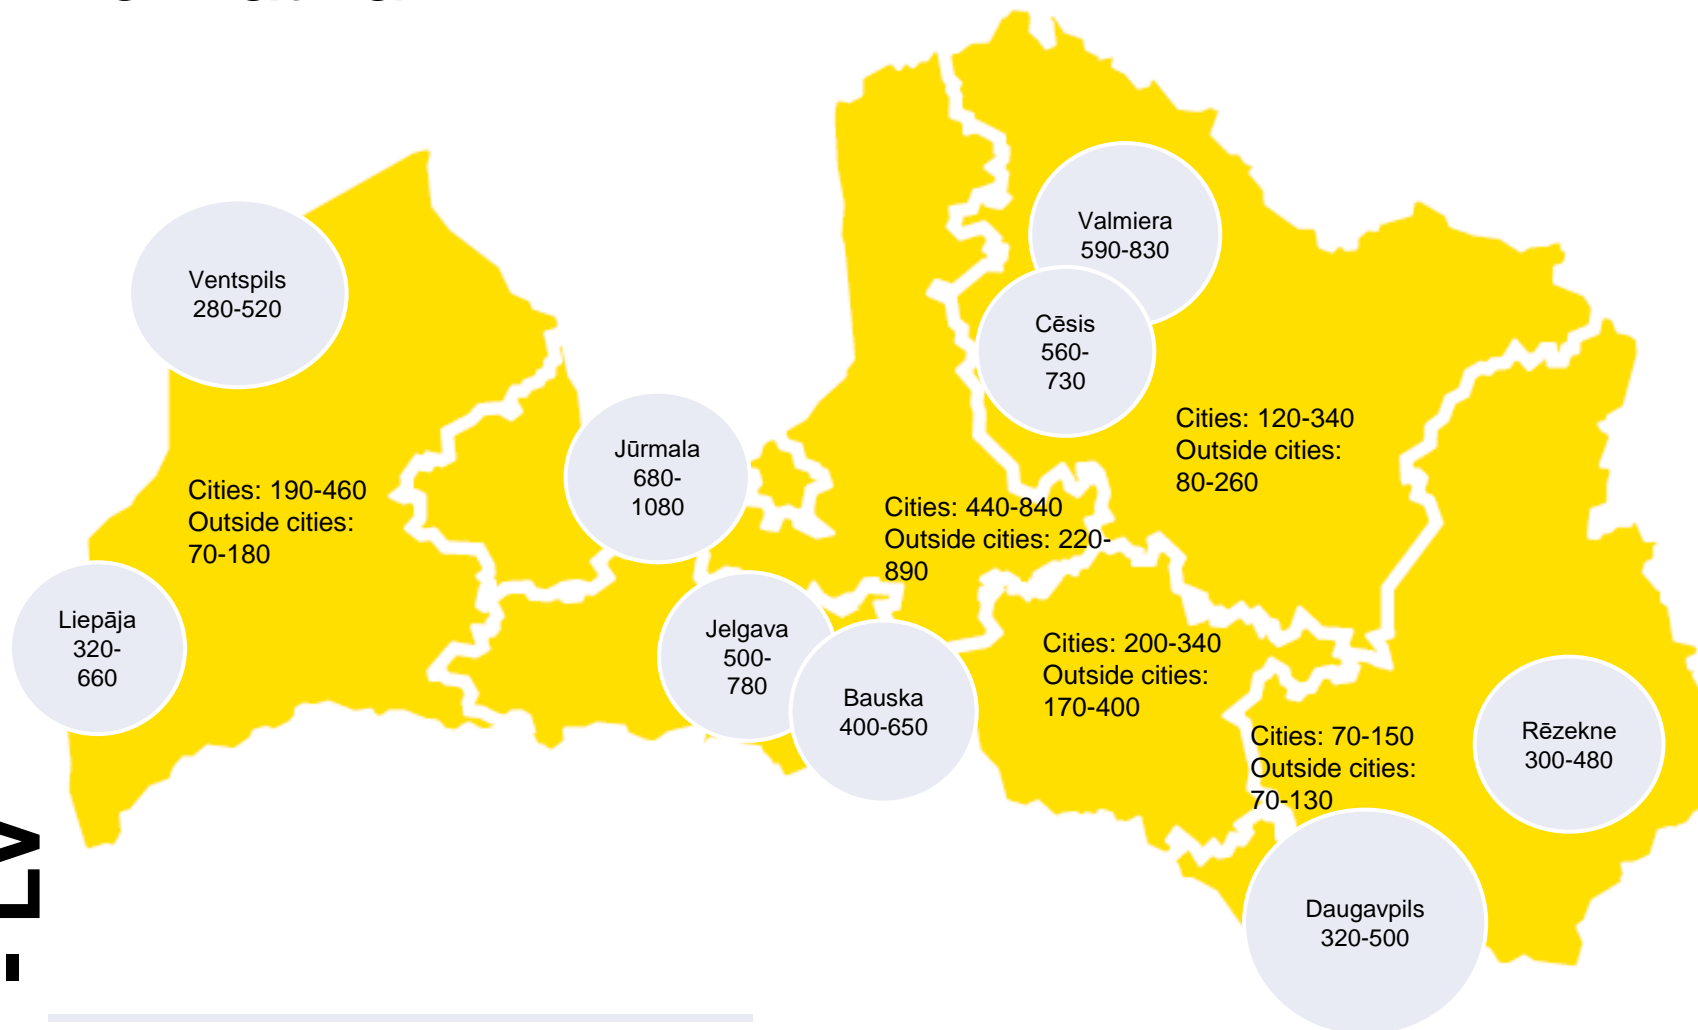 Valmiera
590-830
Ventspils
280-520
Cēsis
560-
730
Cities: 120-340
Outside cities:
80-260
Jūrmala
680-
1080
Cities: 190-460
Outside cities:
70-180
Cities: 440-840
Outside cities: 220-
890
Liepāja
320-
660
Jelgava
500-
780
Cities: 200-340
Outside cities:
170-400
Bauska
400-650
Cities: 70-150
Outside cities:
70-130
Rēzekne
300-480
Daugavpils
320-500
- LV